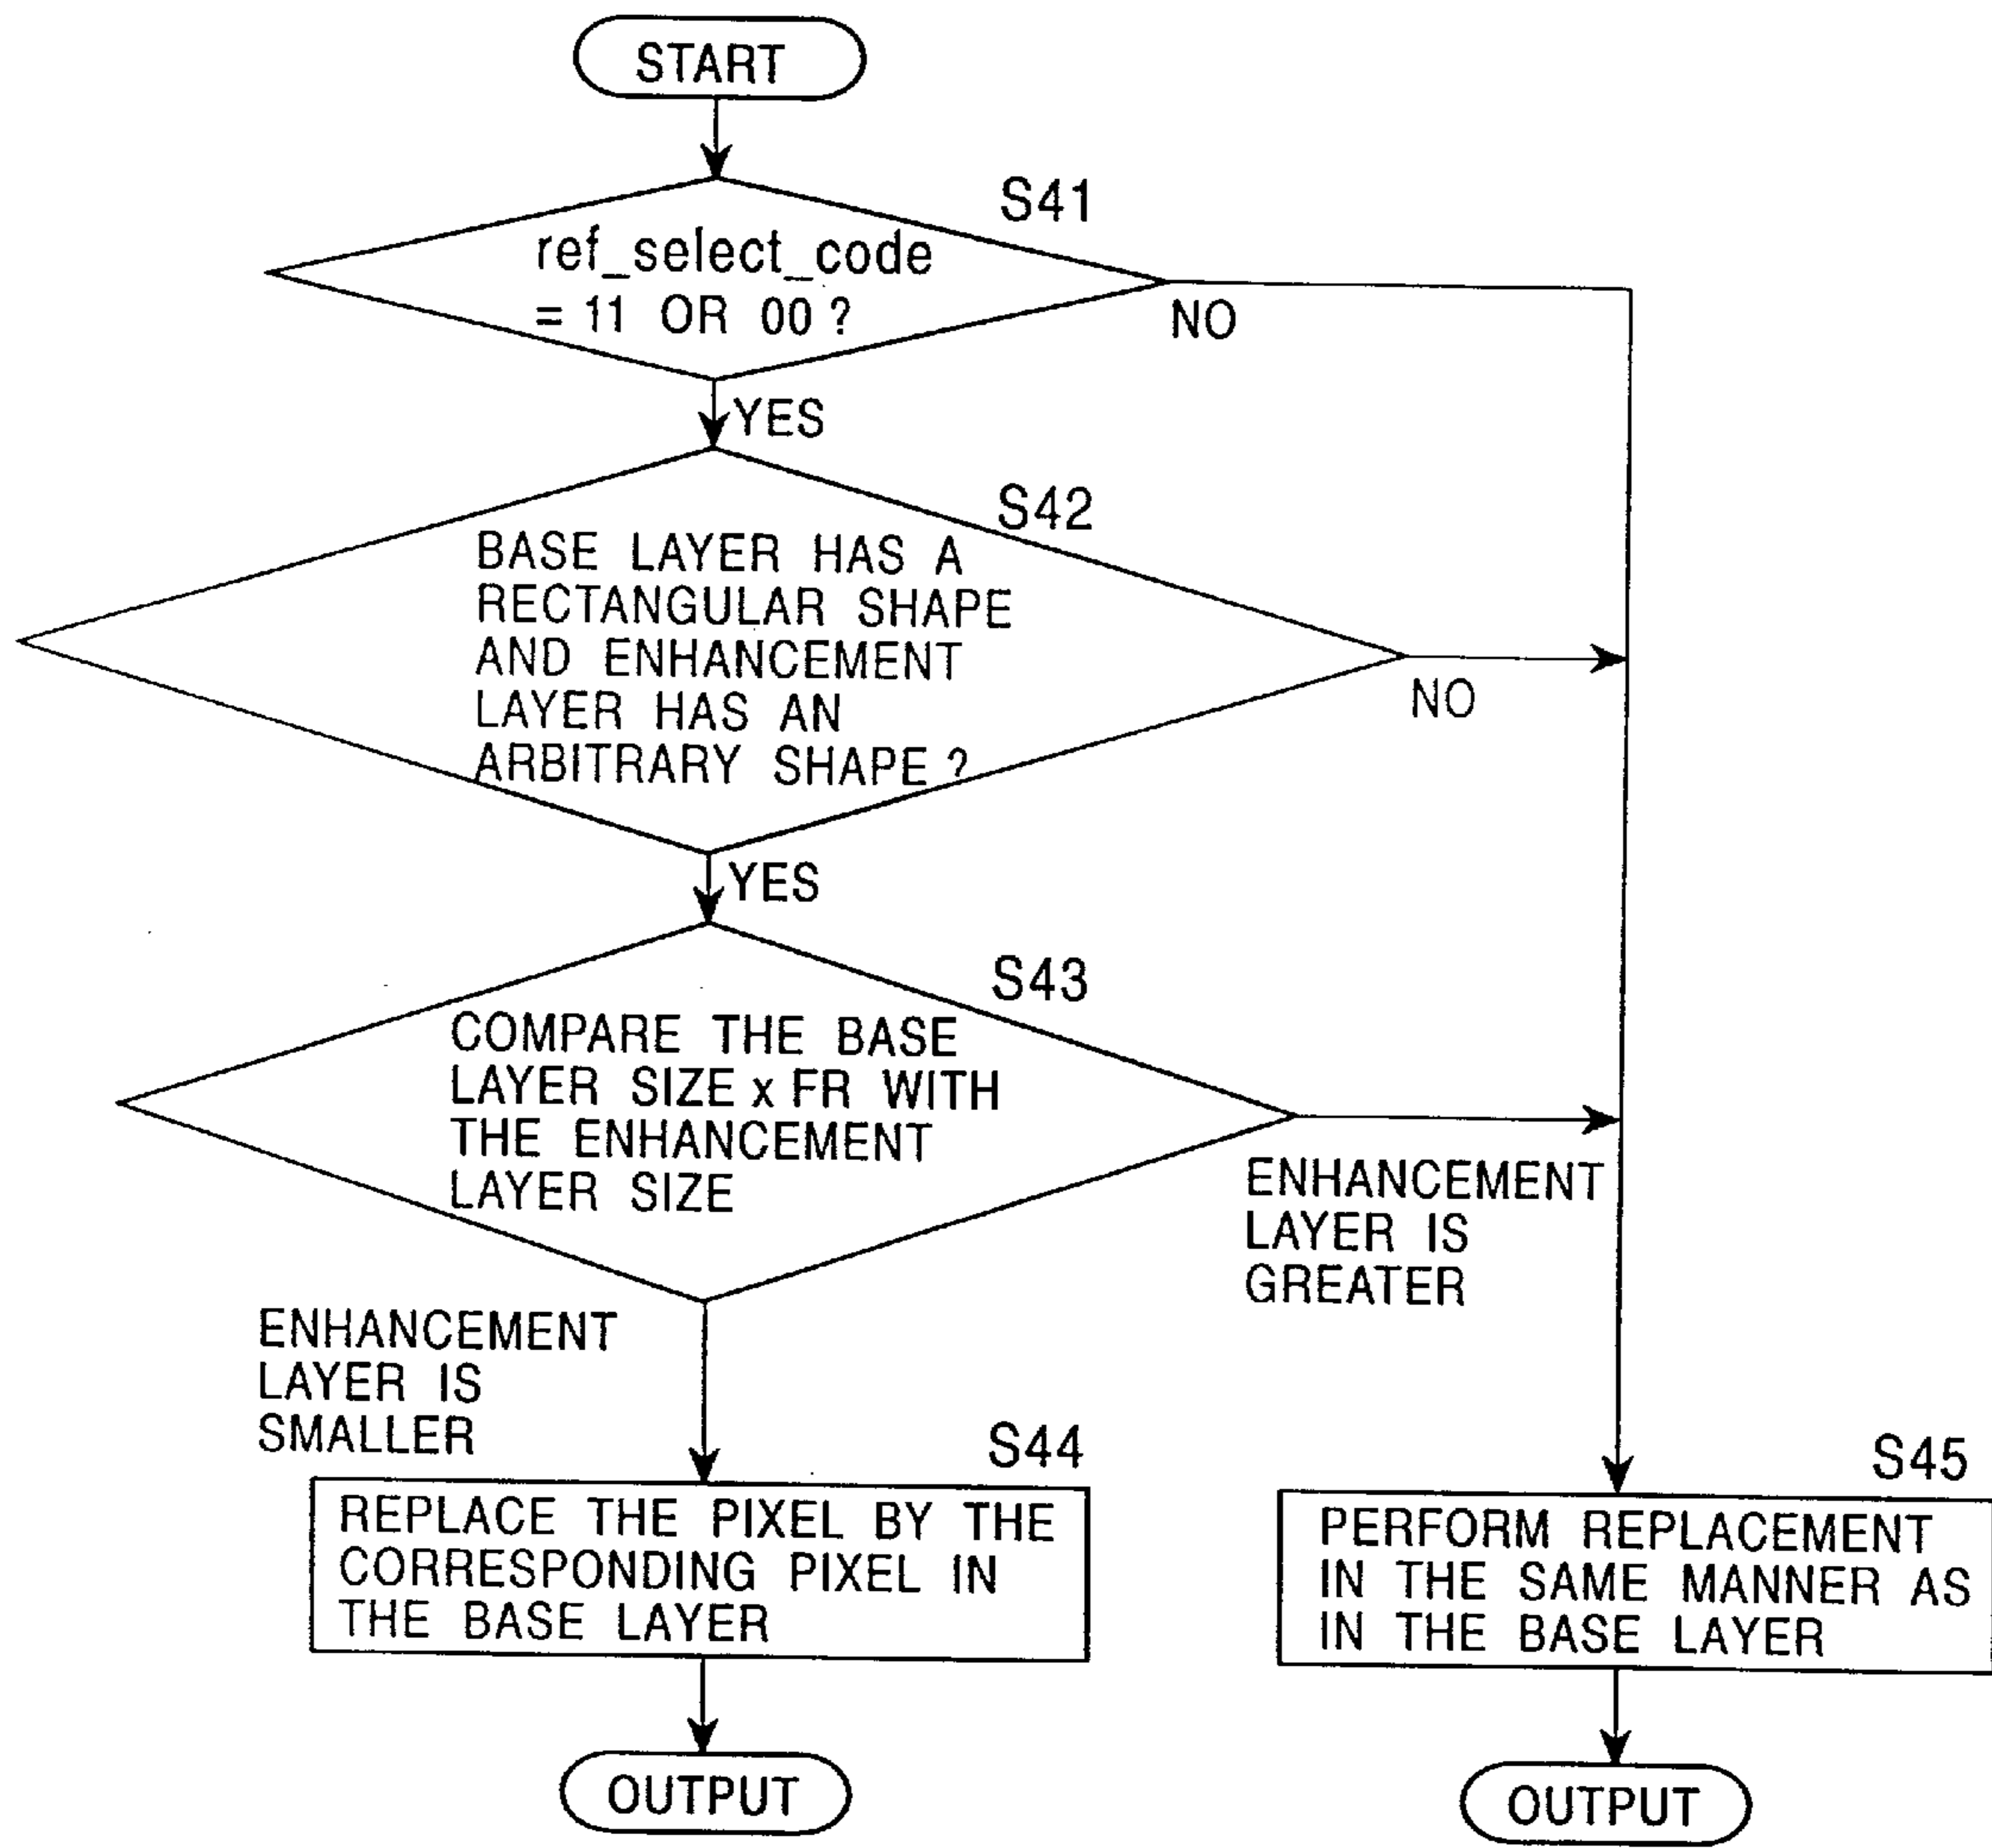 START
S41
ref_select_code
= 11 OR 00 ?
NO
YES
S42
BASE LAYER HAS A
RECTANGULAR SHAPE
AND ENHANCEMENT
LAYER HAS AN
ARBITRARY SHAPE ?
NO
YES
S43
COMPARE THE BASE
LAYER SIZE x FR WITH
THE ENHANCEMENT
LAYER SIZE
ENHANCEMENT
LAYER IS
GREATER
ENHANCEMENT
LAYER IS
SMALLER
S44
REPLACE THE PIXEL BY THE
CORRESPONDING PIXEL IN
THE BASE LAYER
S45
PERFORM REPLACEMENT
IN THE SAME MANNER AS
IN THE BASE LAYER
OUTPUT
OUTPUT